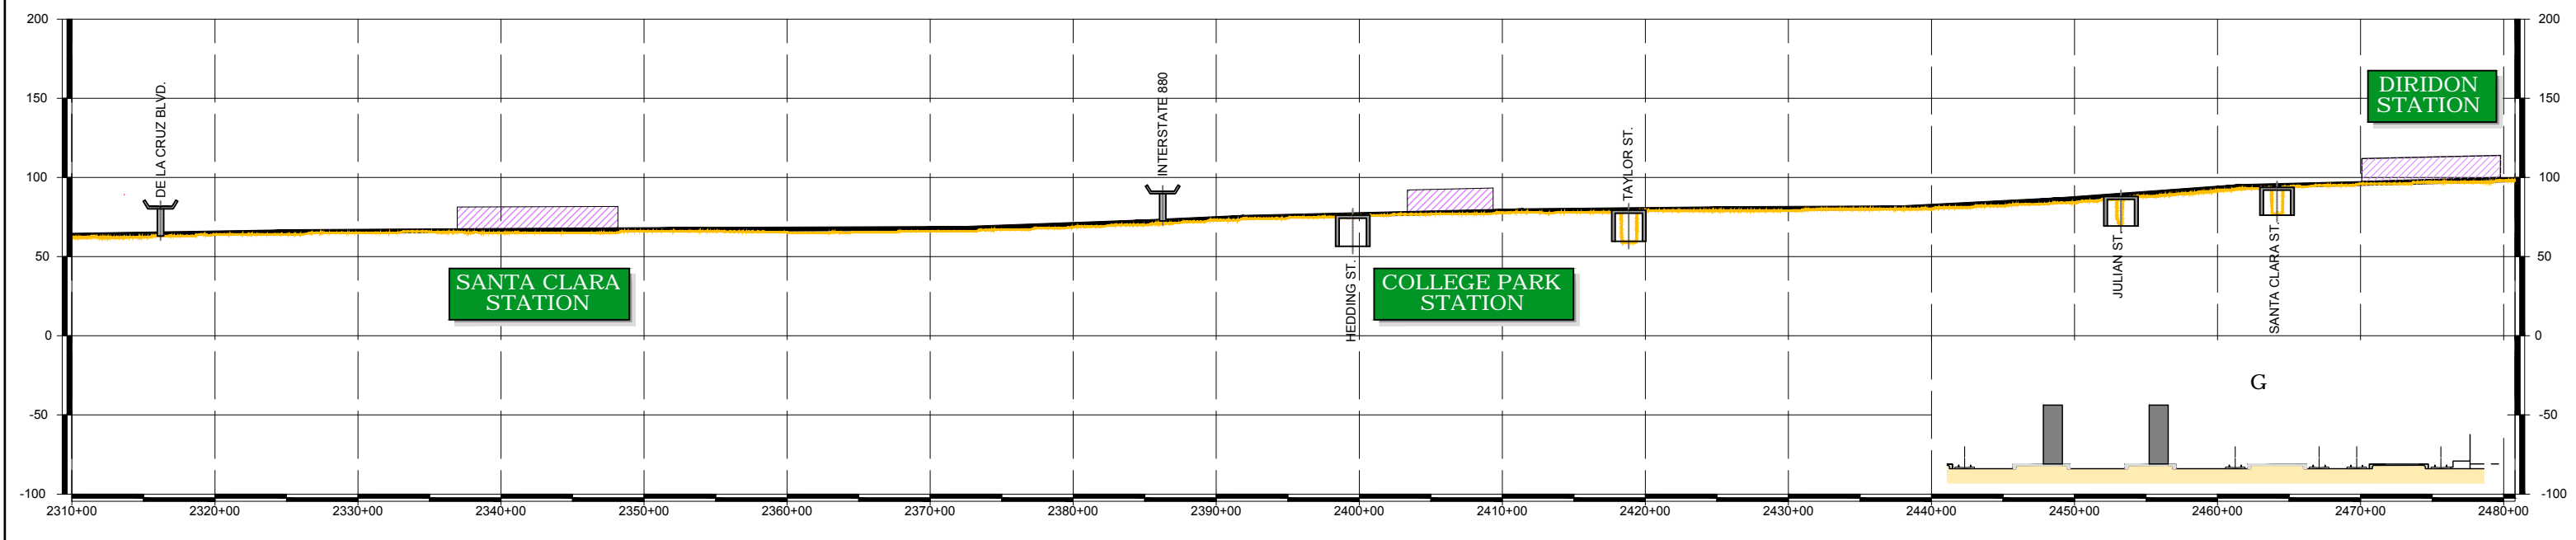 200
200
150
150
100
100
50
50
0
0
-50
-50
-100
-100
DE LA CRUZ BLVD.
SANTA CLARA
STATION
INTERSTATE 880
HEDDING ST.
COLLEGE PARK
STATION
TAYLOR ST.
JULIAN ST.
SANTA CLARA ST.
DIRIDON
STATION
G
2310+00 2320+00 2330+00 2340+00 2350+00 2360+00 2370+00 2380+00 2390+00 2400+00 2410+00 2420+00 2430+00 2440+00 2450+00 2460+00 2470+00 2480+00